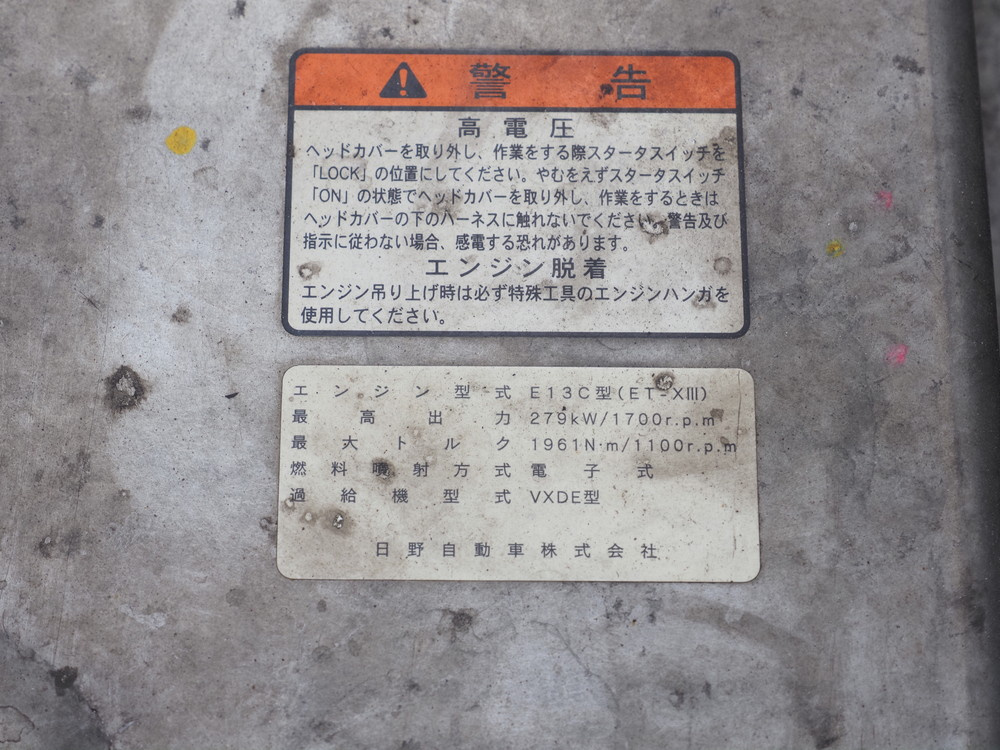 警告
高電圧
ヘッドカバーを取り外し、作業をする際スタータスイッチを
「LOCK」の位置にしてください。やむをえずスタータスイッチ
「ON」の状態でヘッドカバーを取り外し、作業をするときは
ヘッドカバーの下のハーネスに触れないでください。警告及び
指示に従わない場合、感電する恐れがあります。
エンジン脱着
エンジン吊り上げ時は必ず特殊工具のエンジンハンガを
使用してください。
エンジン型式 E13C型(ET-XIII)
最高出力 279kW/1700r.p.m
最大トルク 1961N·m/1100r.p.m
燃料噴射方式 電子式
過給機型式 VXDE型
日野自動車株式会社